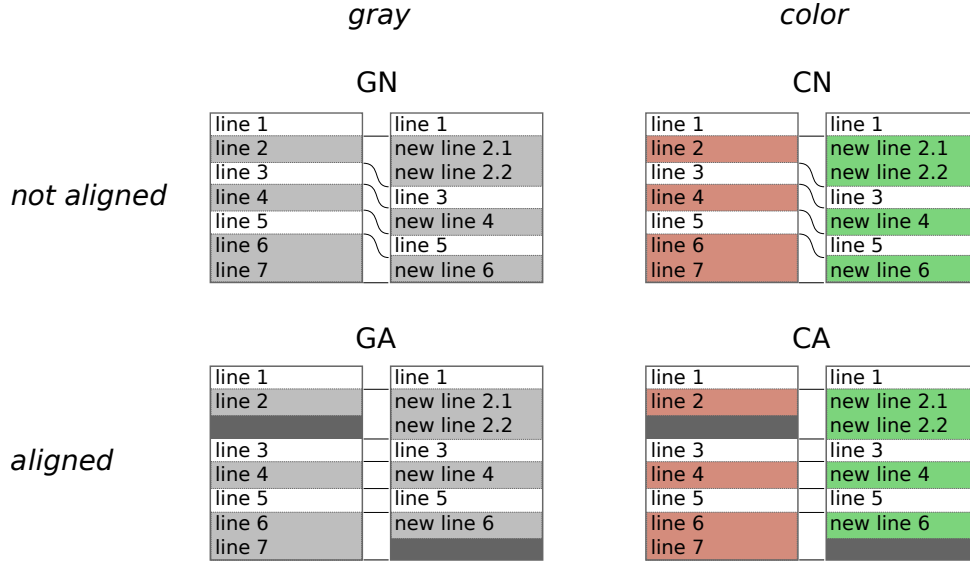 gray
color
GN
CN
not aligned
line 1
line 2
line 3
line 4
line 5
line 6
line 7
line 1
new line 2.1
new line 2.2
line 3
new line 4
line 5
new line 6
line 1
line 2
line 3
line 4
line 5
line 6
line 7
line 1
new line 2.1
new line 2.2
line 3
new line 4
line 5
new line 6
GA
CA
aligned
line 1
line 2
line 3
line 4
line 5
line 6
line 7
line 1
new line 2.1
new line 2.2
line 3
new line 4
line 5
new line 6
line 1
line 2
line 3
line 4
line 5
line 6
line 7
line 1
new line 2.1
new line 2.2
line 3
new line 4
line 5
new line 6